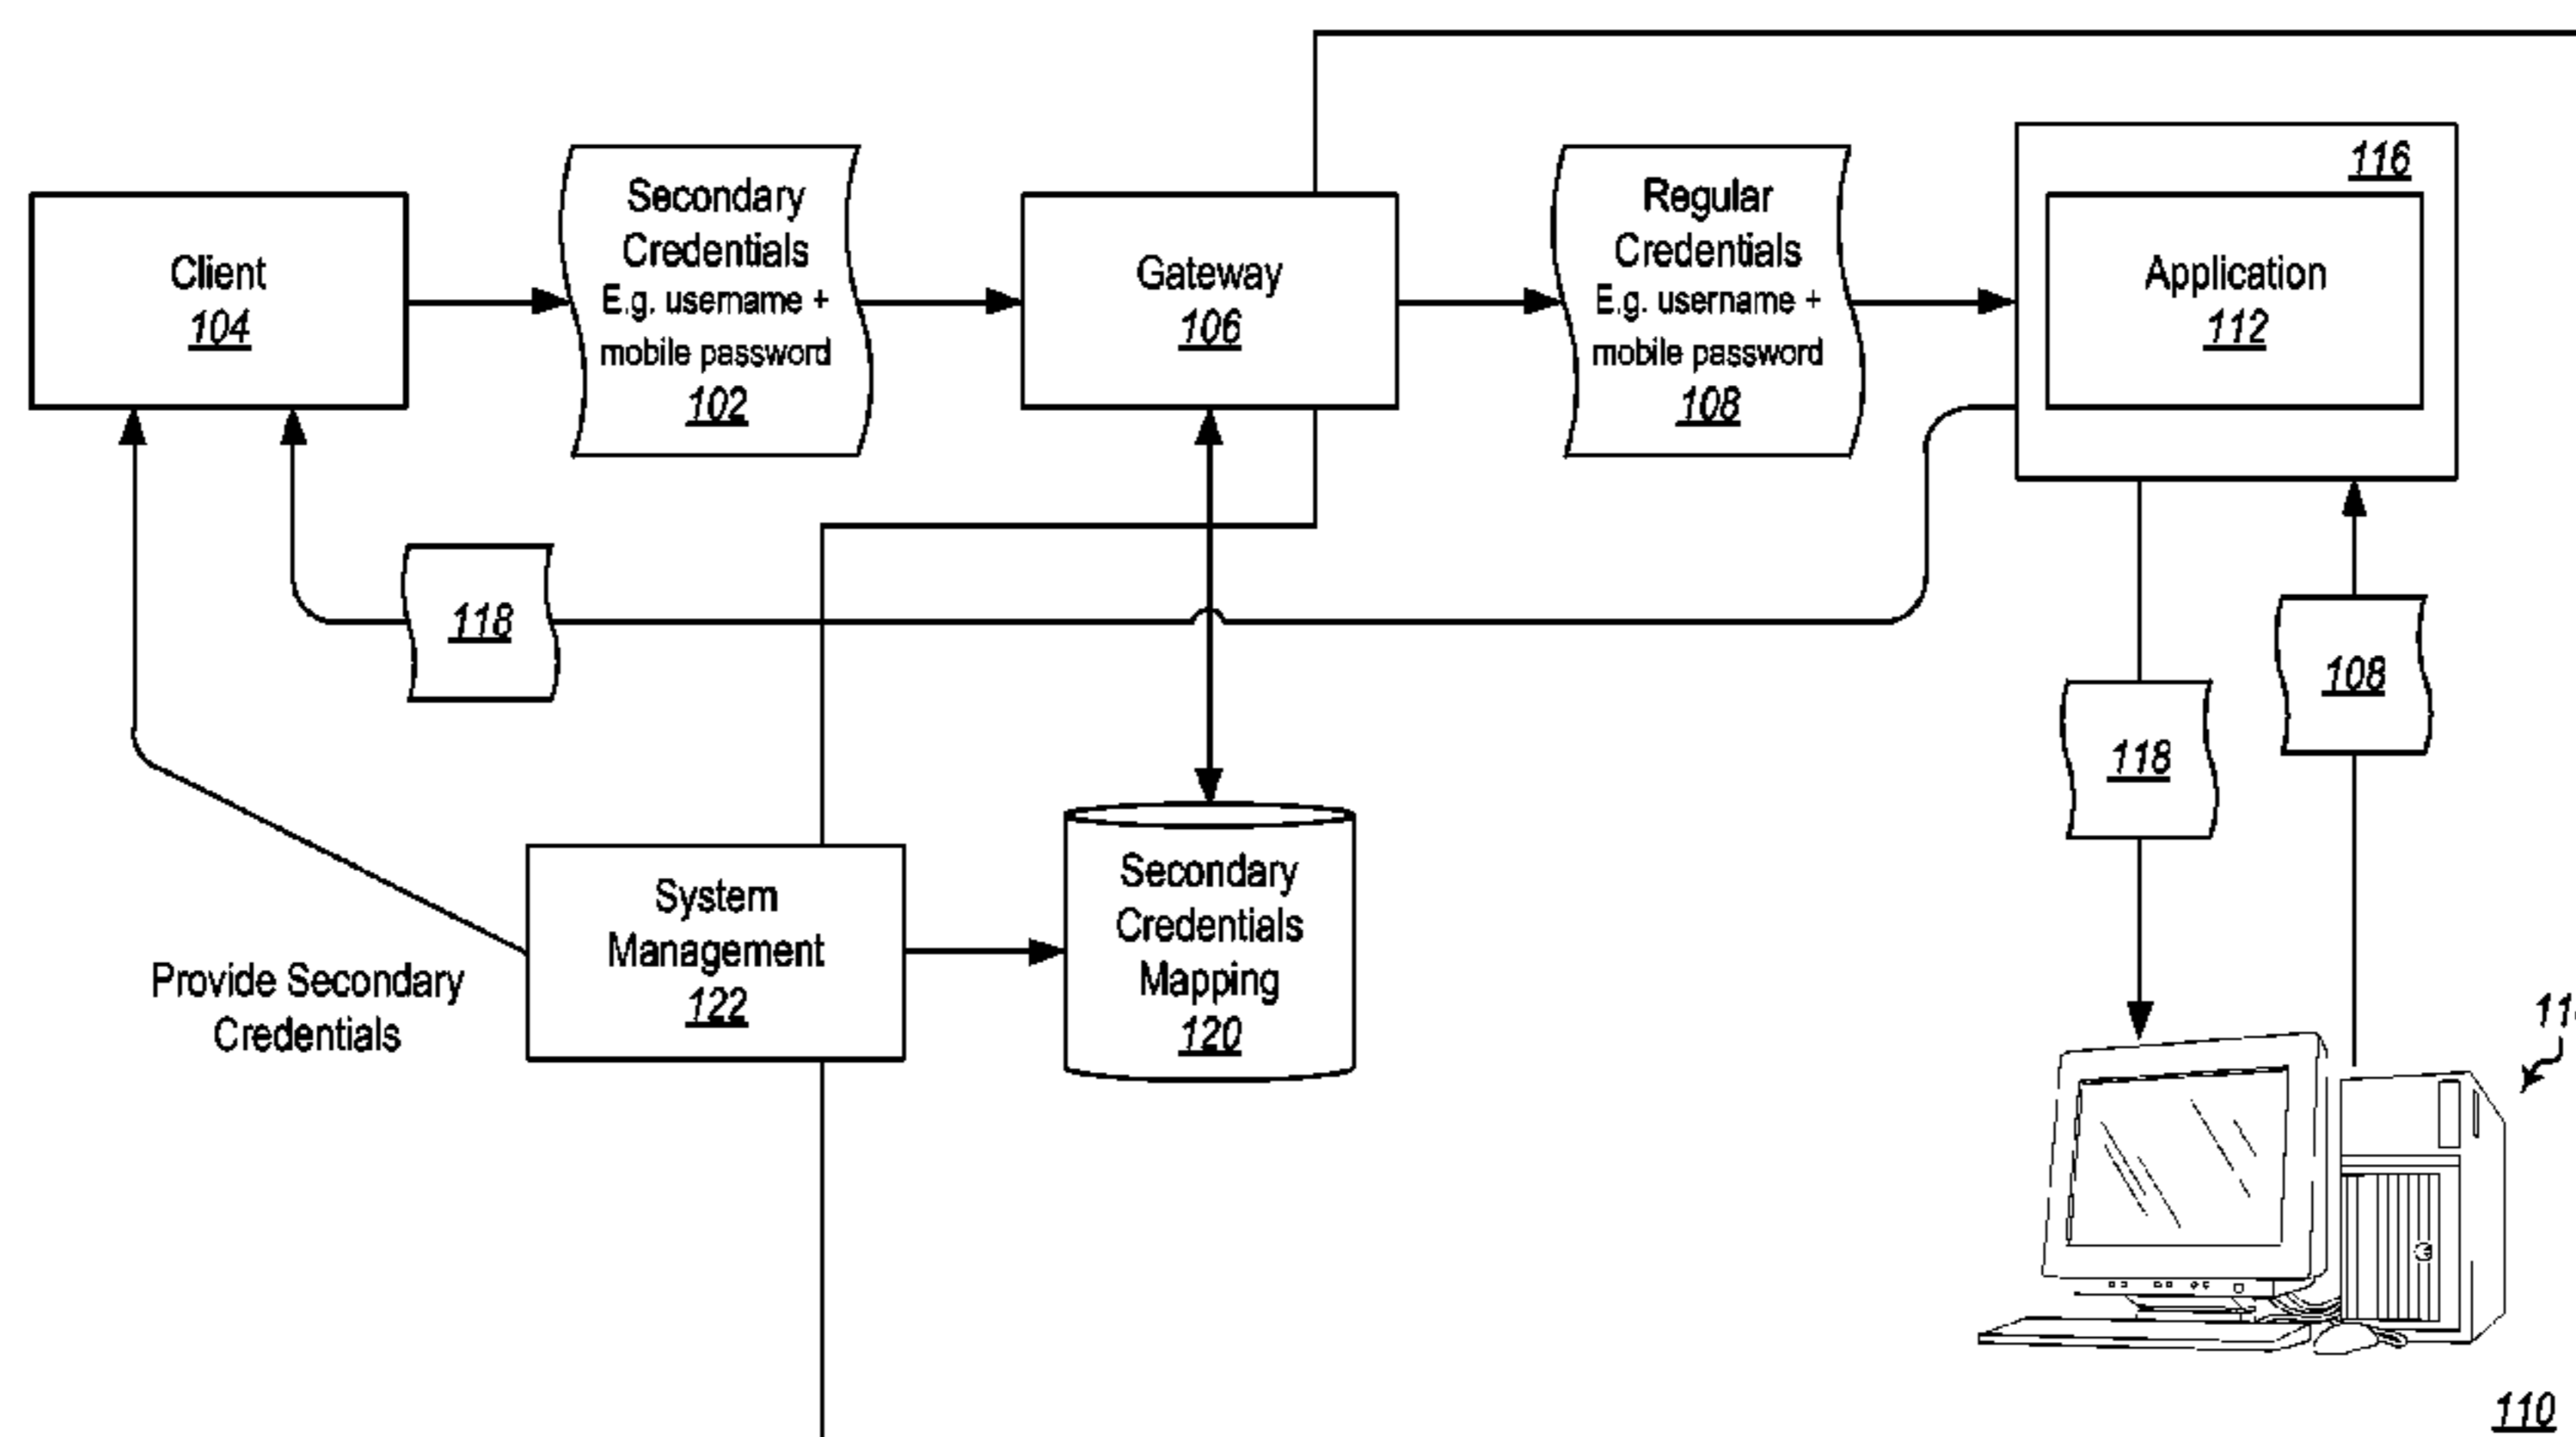 116
Client
104
Secondary
Credentials
E.g. username +
mobile password
102
Gateway
106
Regular
Credentials
E.g. username +
mobile password
108
Application
112
118
108
118
System
Management
122
Secondary
Credentials
Mapping
120
Provide Secondary
Credentials
110